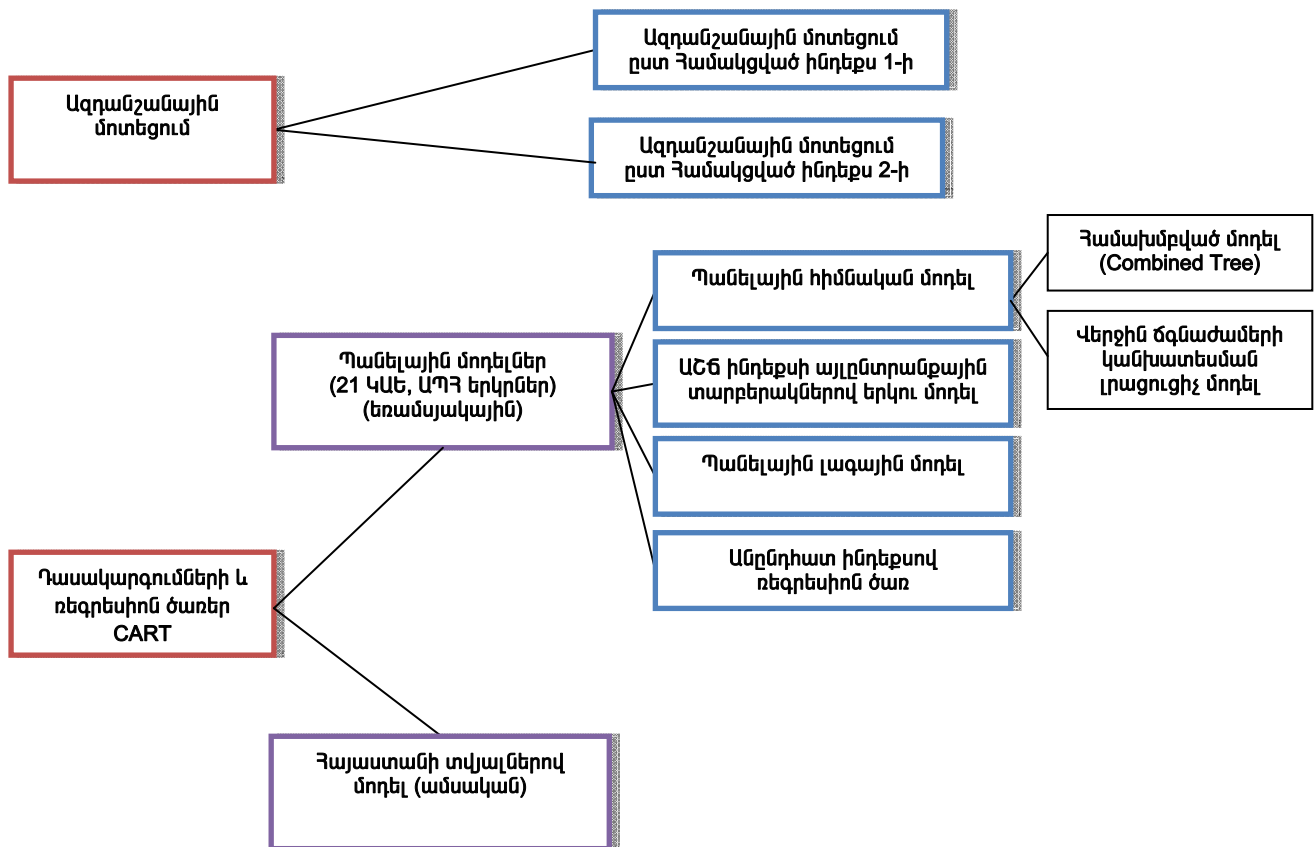 Ազդանշանային մոտեցում
ըստ Համակցված ինդեքս 1-ի
Ազդանշանային
մոտեցում
Ազդանշանային մոտեցում
ըստ Համակցված ինդեքս 2-ի
Համախմբված մոդել
(Combined Tree)
Պանելային հիմնական մոդել
Վերջին ճգնաժամերի
կանխատեսման
լրացուցիչ մոդել
Պանելային մոդելներ
(21 ԿԱԵ, ԱՊՀ երկրներ)
(եռամսյակային)
ԱՇՃ ինդեքսի այլընտրանքային
տարբերակներով երկու մոդել
Պանելային լագային մոդել
Անընդհատ ինդեքսով
ռեգրեսիոն ծառ
Դասակարգումների և
ռեգրեսիոն ծառեր
CART
Հայաստանի տվյալներով
մոդել (ամսական)